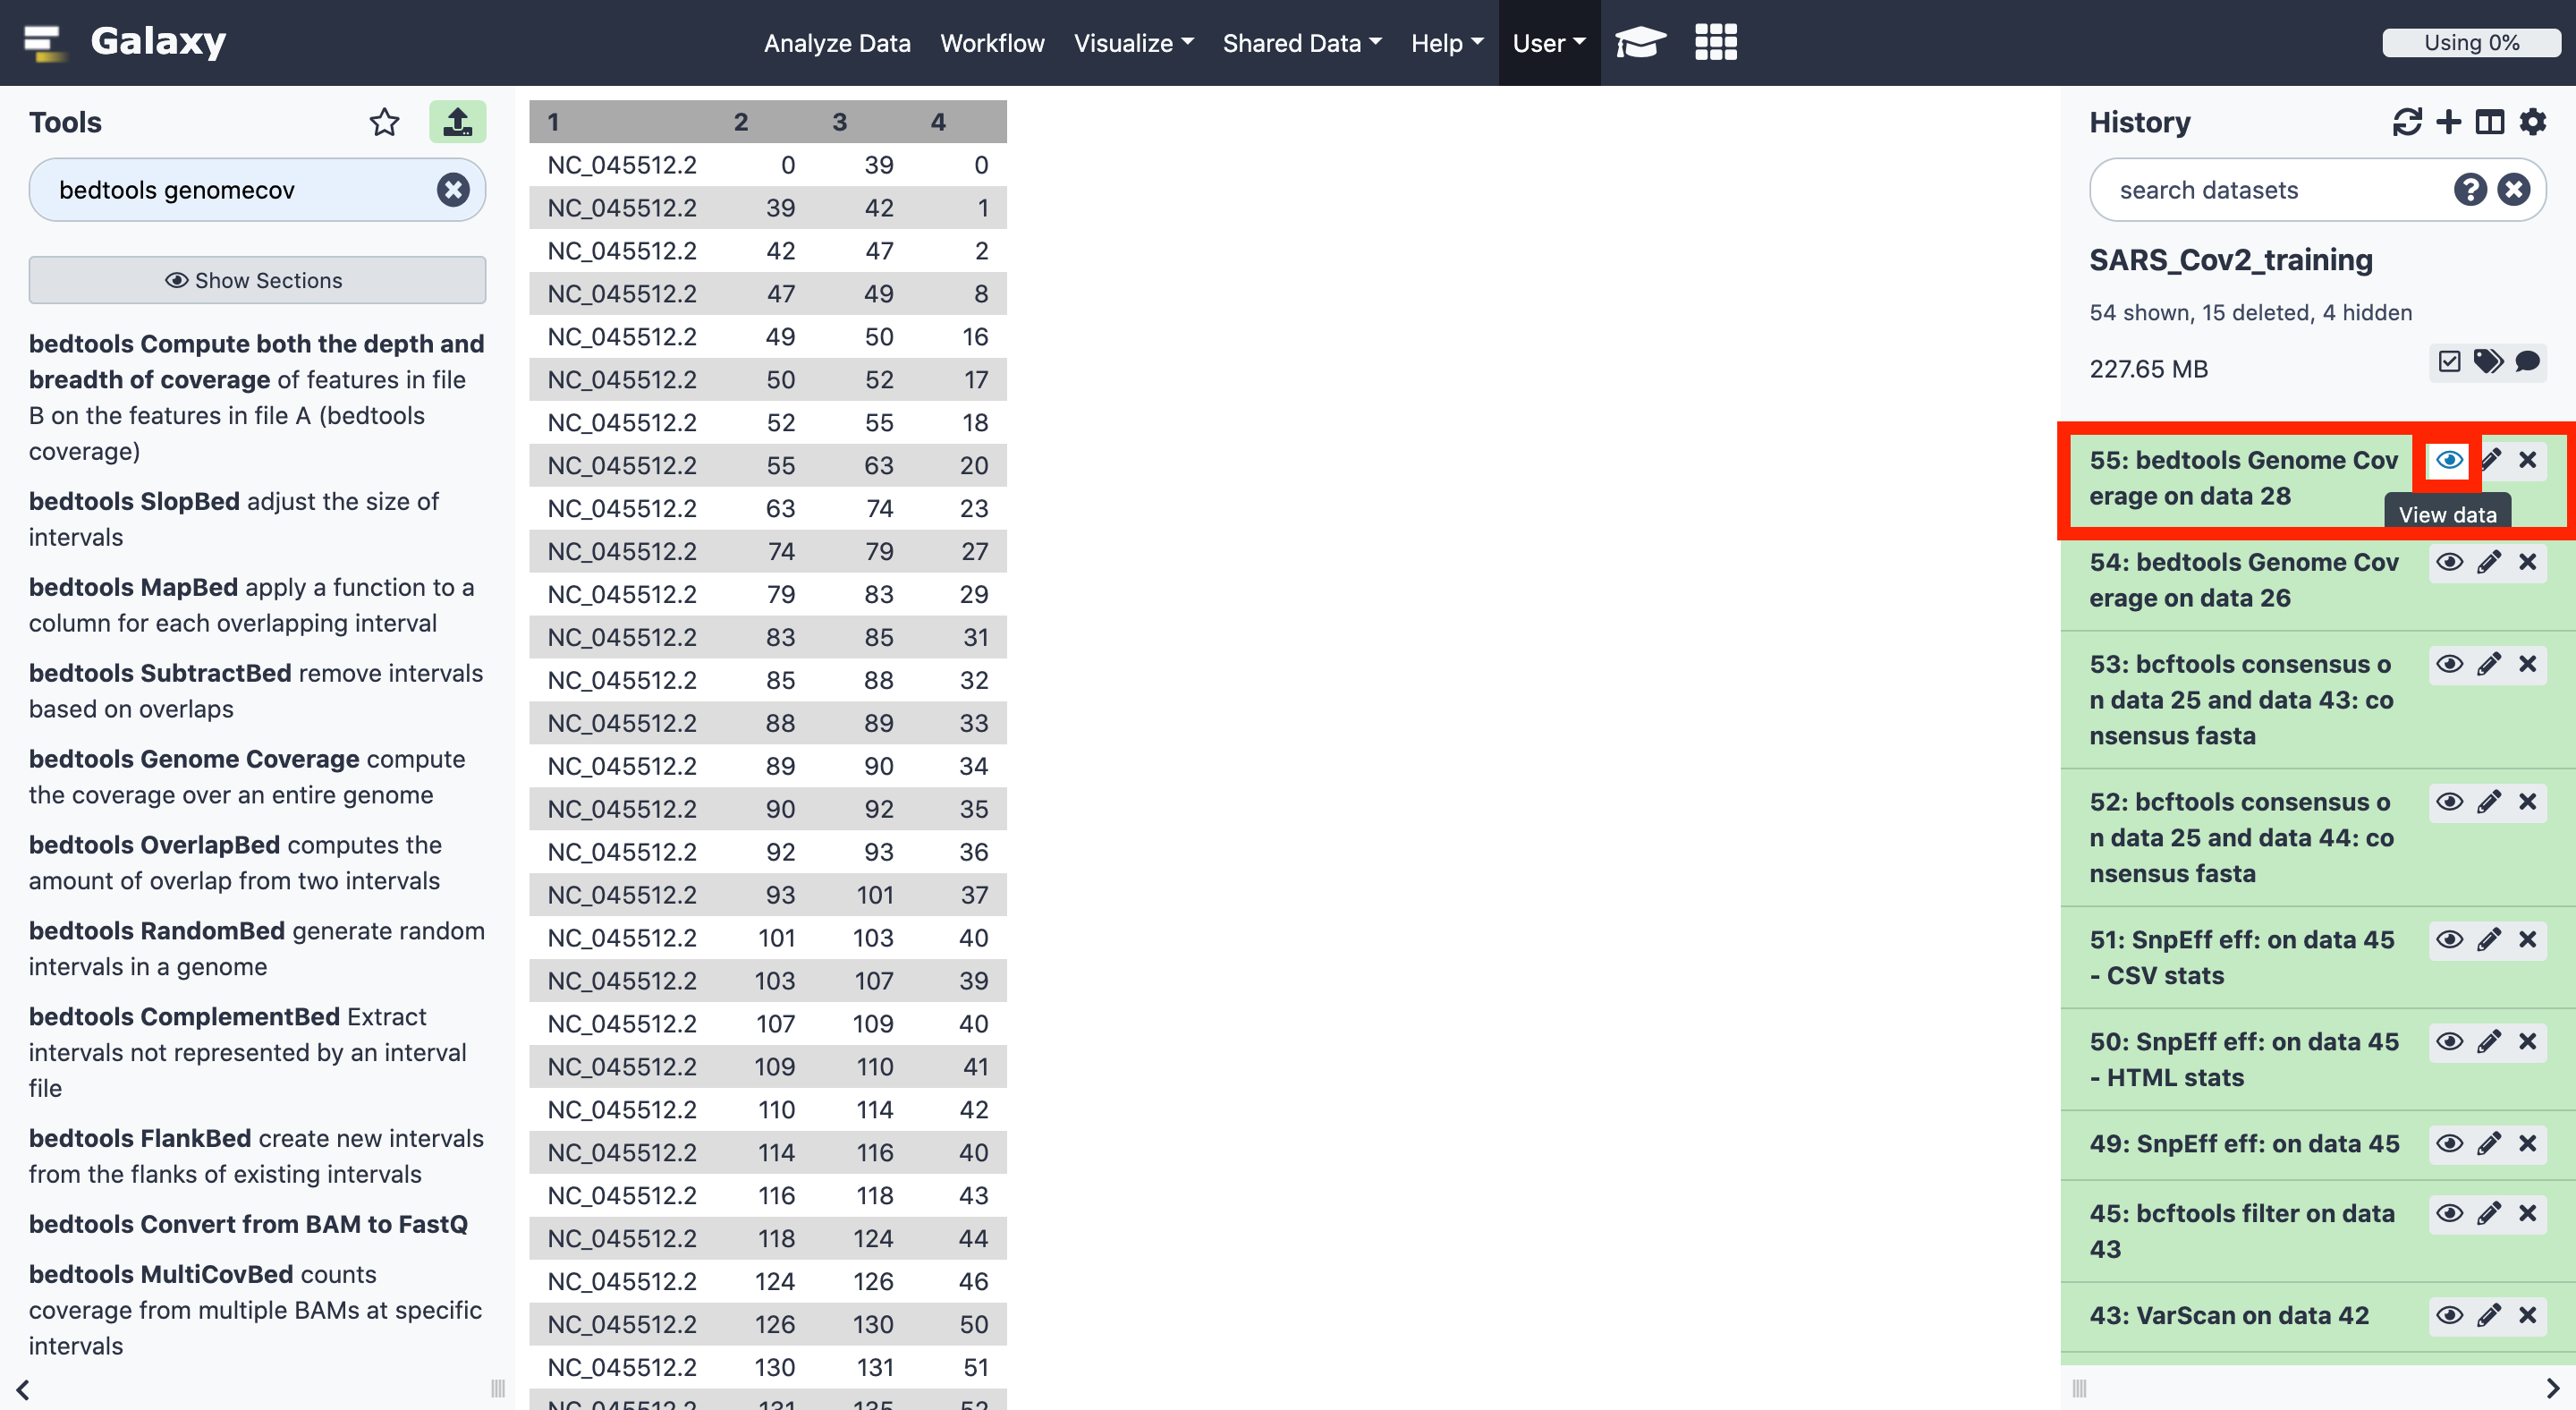 Galaxy
Analyze Data Workflow Visualize Shared Data Help User
Using 0%
Tools
bedtools genomecov
Show Sections
bedtools Compute both the depth and
breadth of coverage of features in file
B on the features in file A (bedtools
coverage)
bedtools SlopBed adjust the size of
intervals
bedtools MapBed apply a function to a
column for each overlapping interval
bedtools SubtractBed remove intervals
based on overlaps
bedtools Genome Coverage compute
the coverage over an entire genome
bedtools OverlapBed computes the
amount of overlap from two intervals
bedtools RandomBed generate random
intervals in a genome
bedtools ComplementBed Extract
intervals not represented by an interval
file
bedtools FlankBed create new intervals
from the flanks of existing intervals
bedtools Convert from BAM to FastQ
bedtools MultiCovBed counts
coverage from multiple BAMs at specific
intervals
1 2 3 4
NC_045512.2 0 39 0
NC_045512.2 39 42 1
NC_045512.2 42 47 2
NC_045512.2 47 49 8
NC_045512.2 49 50 16
NC_045512.2 50 52 17
NC_045512.2 52 55 18
NC_045512.2 55 63 20
NC_045512.2 63 74 23
NC_045512.2 74 79 27
NC_045512.2 79 83 29
NC_045512.2 83 85 31
NC_045512.2 85 88 32
NC_045512.2 88 89 33
NC_045512.2 89 90 34
NC_045512.2 90 92 35
NC_045512.2 92 93 36
NC_045512.2 93 101 37
NC_045512.2 101 103 40
NC_045512.2 103 107 39
NC_045512.2 107 109 40
NC_045512.2 109 110 41
NC_045512.2 110 114 42
NC_045512.2 114 116 40
NC_045512.2 116 118 43
NC_045512.2 118 124 44
NC_045512.2 124 126 46
NC_045512.2 126 130 50
NC_045512.2 130 131 51
NC_045512.2 131 135 52
History
search datasets
SARS_Cov2_training
54 shown, 15 deleted, 4 hidden
227.65 MB
55: bedtools Genome Cov
erage on data 28
View data
54: bedtools Genome Cov
erage on data 26
53: bcftools consensus o
n data 25 and data 43: co
nsensus fasta
52: bcftools consensus o
n data 25 and data 44: co
nsensus fasta
51: SnpEff eff: on data 45
- CSV stats
50: SnpEff eff: on data 45
- HTML stats
49: SnpEff eff: on data 45
45: bcftools filter on data
43
43: VarScan on data 42